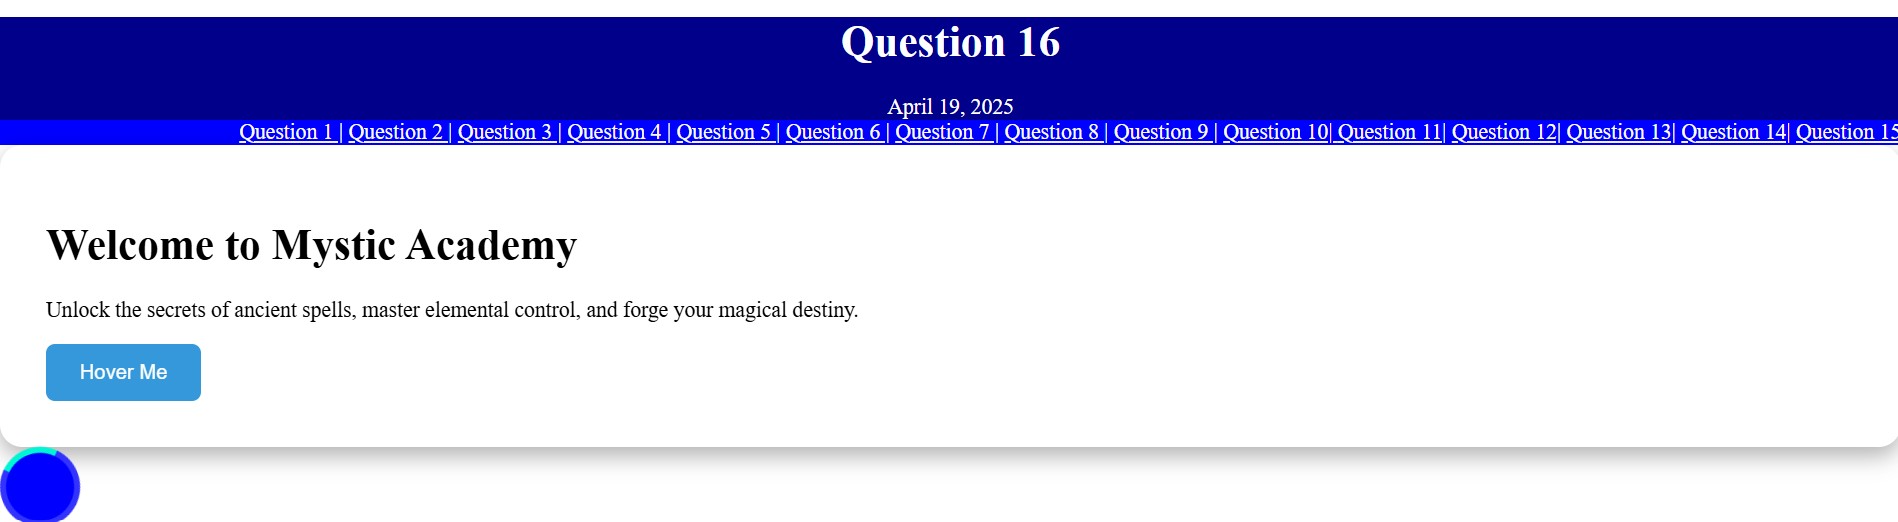 Question 16
April 19, 2025
Question 1 | Question 2 | Question 3 | Question 4 | Question 5 | Question 6 | Question 7 | Question 8 | Question 9 | Question 10| Question 11| Question 12| Question 13| Question 14| Question 15
Welcome to Mystic Academy
Unlock the secrets of ancient spells, master elemental control, and forge your magical destiny.
Hover Me